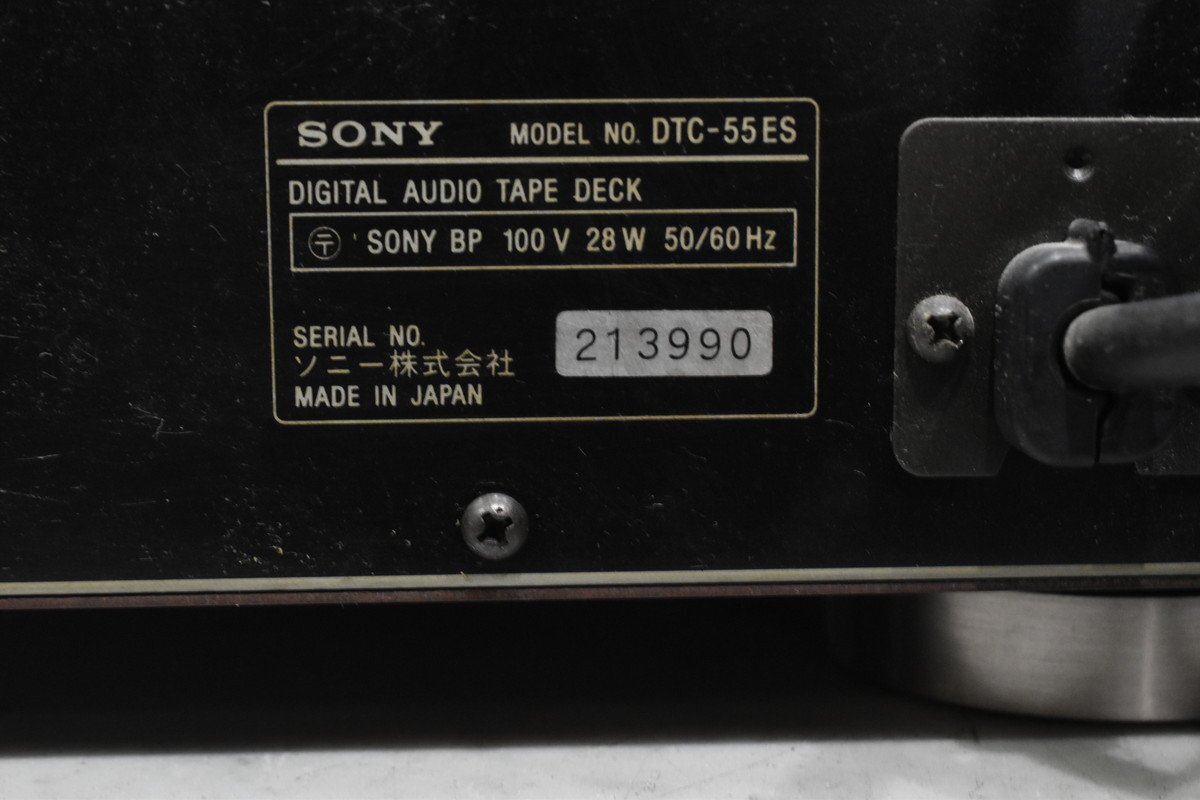 SONY MODEL NO. DTC-55ES
DIGITAL AUDIO TAPE DECK
〒 SONY BP 100V 28W 50/60Hz
SERIAL NO. 213990
ソニー株式会社
MADE IN JAPAN